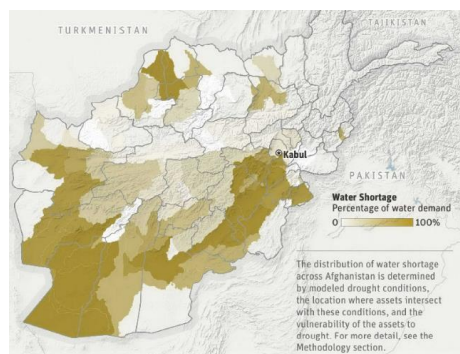 TURKMENISTAN
TAJIKISTAN
Kabul
PAKISTAN
Water Shortage
Percentage of water demand
0 100%
The distribution of water shortage
across Afghanistan is determined
by modeled drought conditions,
the location where assets intersect
with these conditions, and the
vulnerability of the assets to
drought. For more detail, see the
Methodology section.